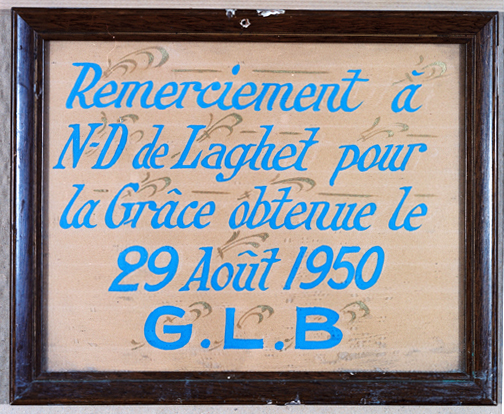 Remerciement à
N-D de Laghet pour
la Grâce obtenue le
29 Août 1950
G.L.B